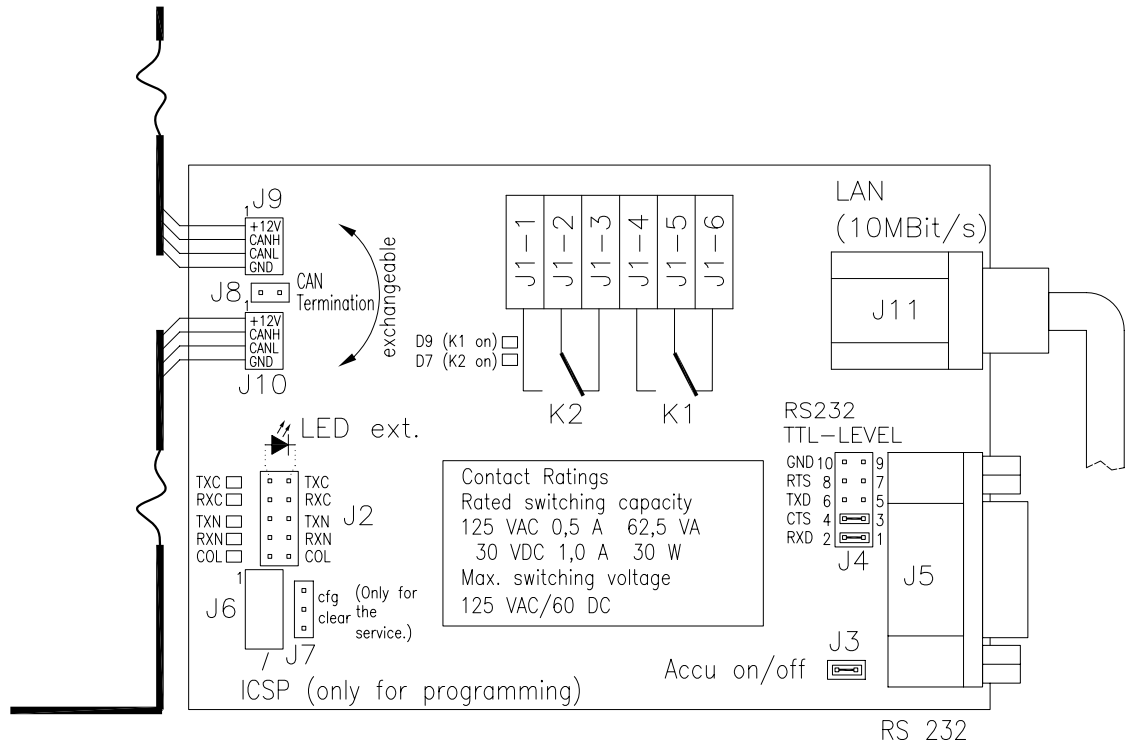 J9
1
+12V
CANH
CANL
GND
J8
CAN
Termination
1
+12V
CANH
CANL
GND
J10
exchangeable
J1-1
J1-2
J1-3
J1-4
J1-5
J1-6
D9 (K1 on)
D7 (K2 on)
K2
K1
LAN
(10MBit/s)
J11
LED ext.
TXC
RXC
TXN
RXN
COL
TXC
RXC
TXN
RXN
COL
J2
1
J6
cfg
clear
(Only for
the
service.)
J7
ICSP (only for programming)
Contact Ratings
Rated switching capacity
125 VAC 0,5 A 62,5 VA
30 VDC 1,0 A 30 W
Max. switching voltage
125 VAC/60 DC
RS232
TTL-LEVEL
GND 10 9
RTS 8 7
TXD 6 5
CTS 4 3
RXD 2 1
J4
J5
J3
Accu on/off
RS 232